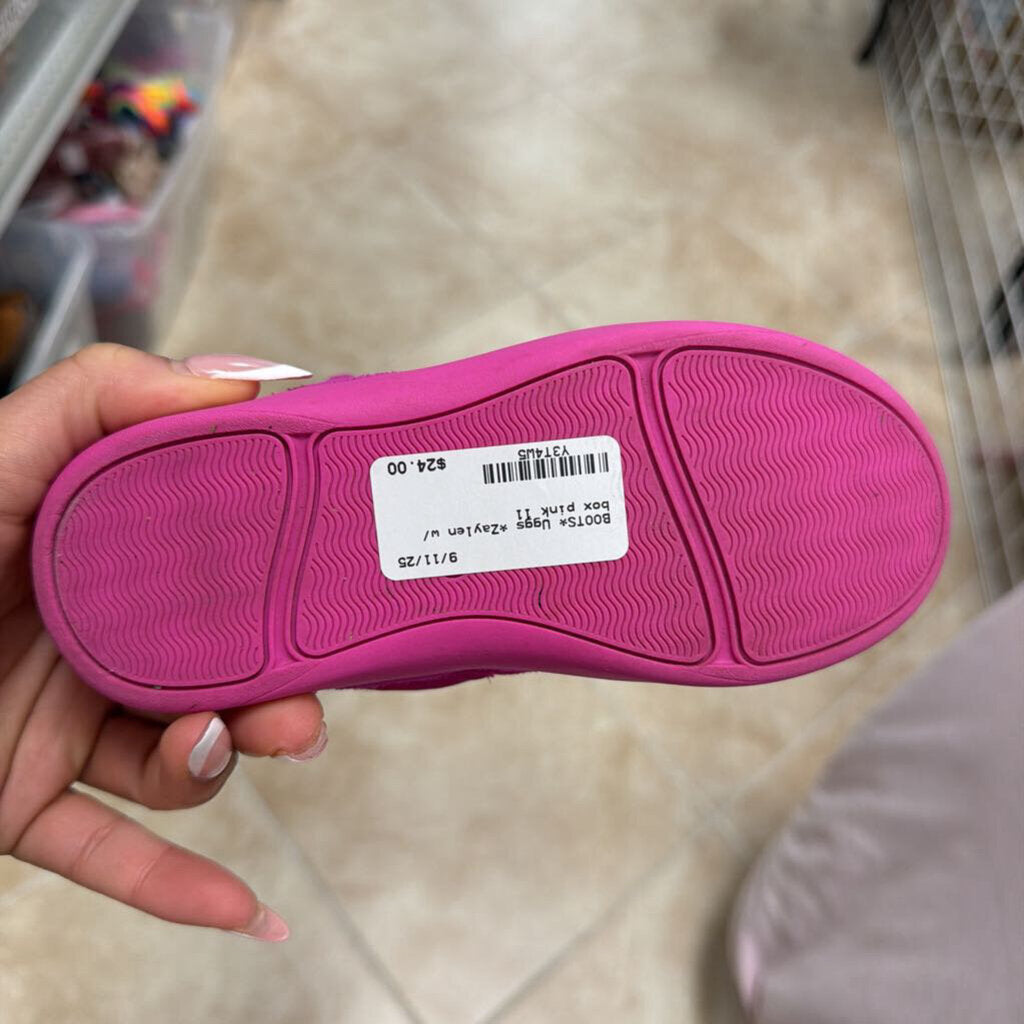 9/11/25
BOOTS* Uggs *Zaylen w/
box pink 11
$24.00
Y3T4W5